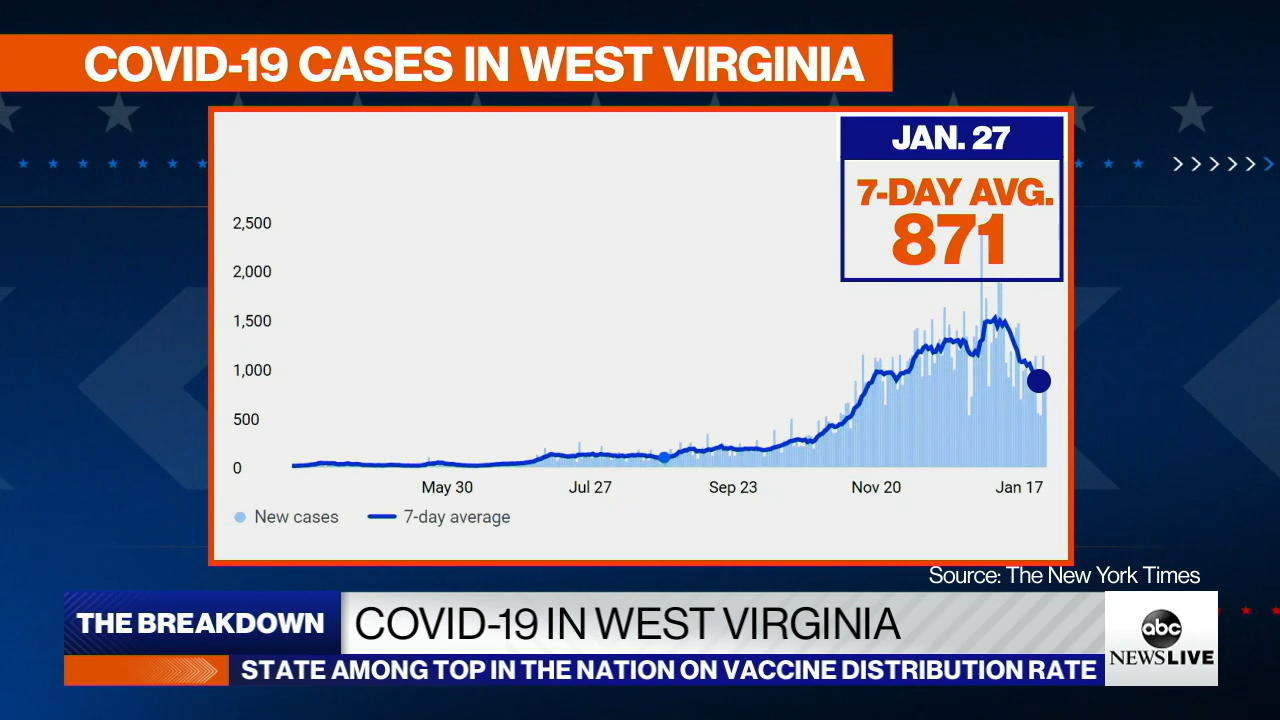 COVID-19 CASES IN WEST VIRGINIA
JAN. 27
7-DAY AVG.
871
2,500
2,000
1,500
1,000
500
0
May 30 Jul 27 Sep 23 Nov 20 Jan 17
New cases 7-day average
Source: The New York Times
THE BREAKDOWN COVID-19 IN WEST VIRGINIA
STATE AMONG TOP IN THE NATION ON VACCINE DISTRIBUTION RATE
abc
NEWSLIVE